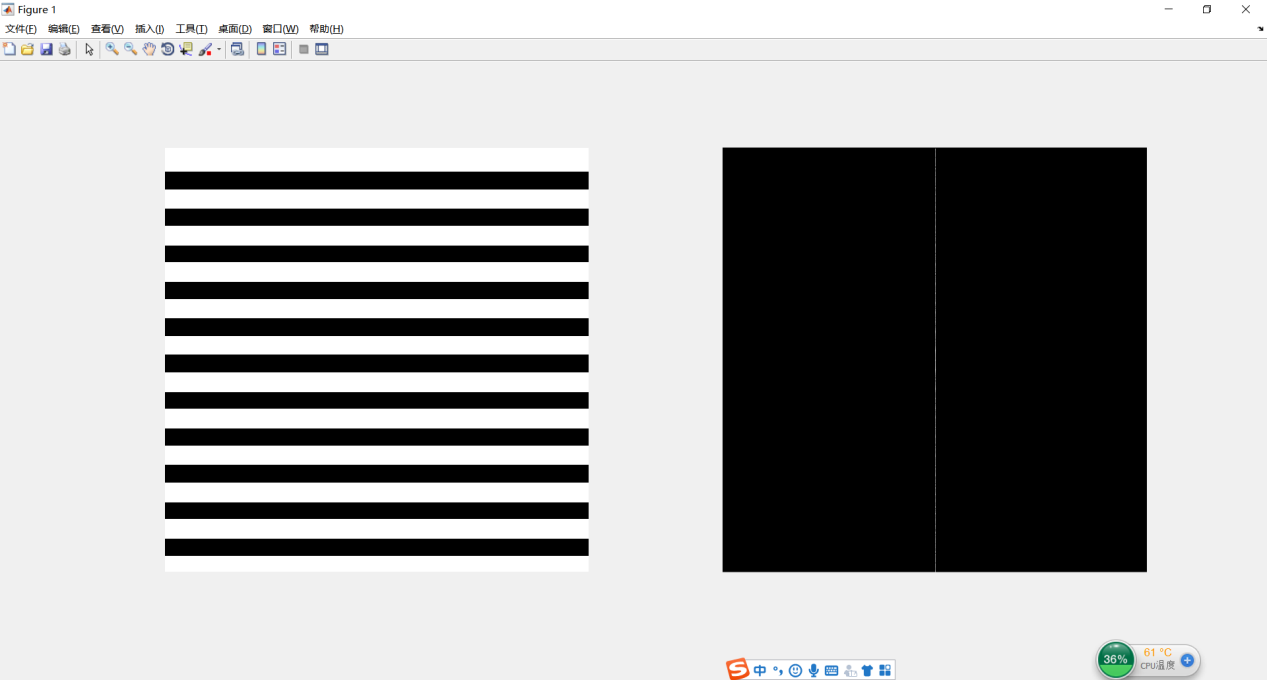 Figure 1
文件(F) 编辑(E) 查看(V) 插入(I) 工具(T) 桌面(D) 窗口(W) 帮助(H)
中
36% 61 °C
CPU温度